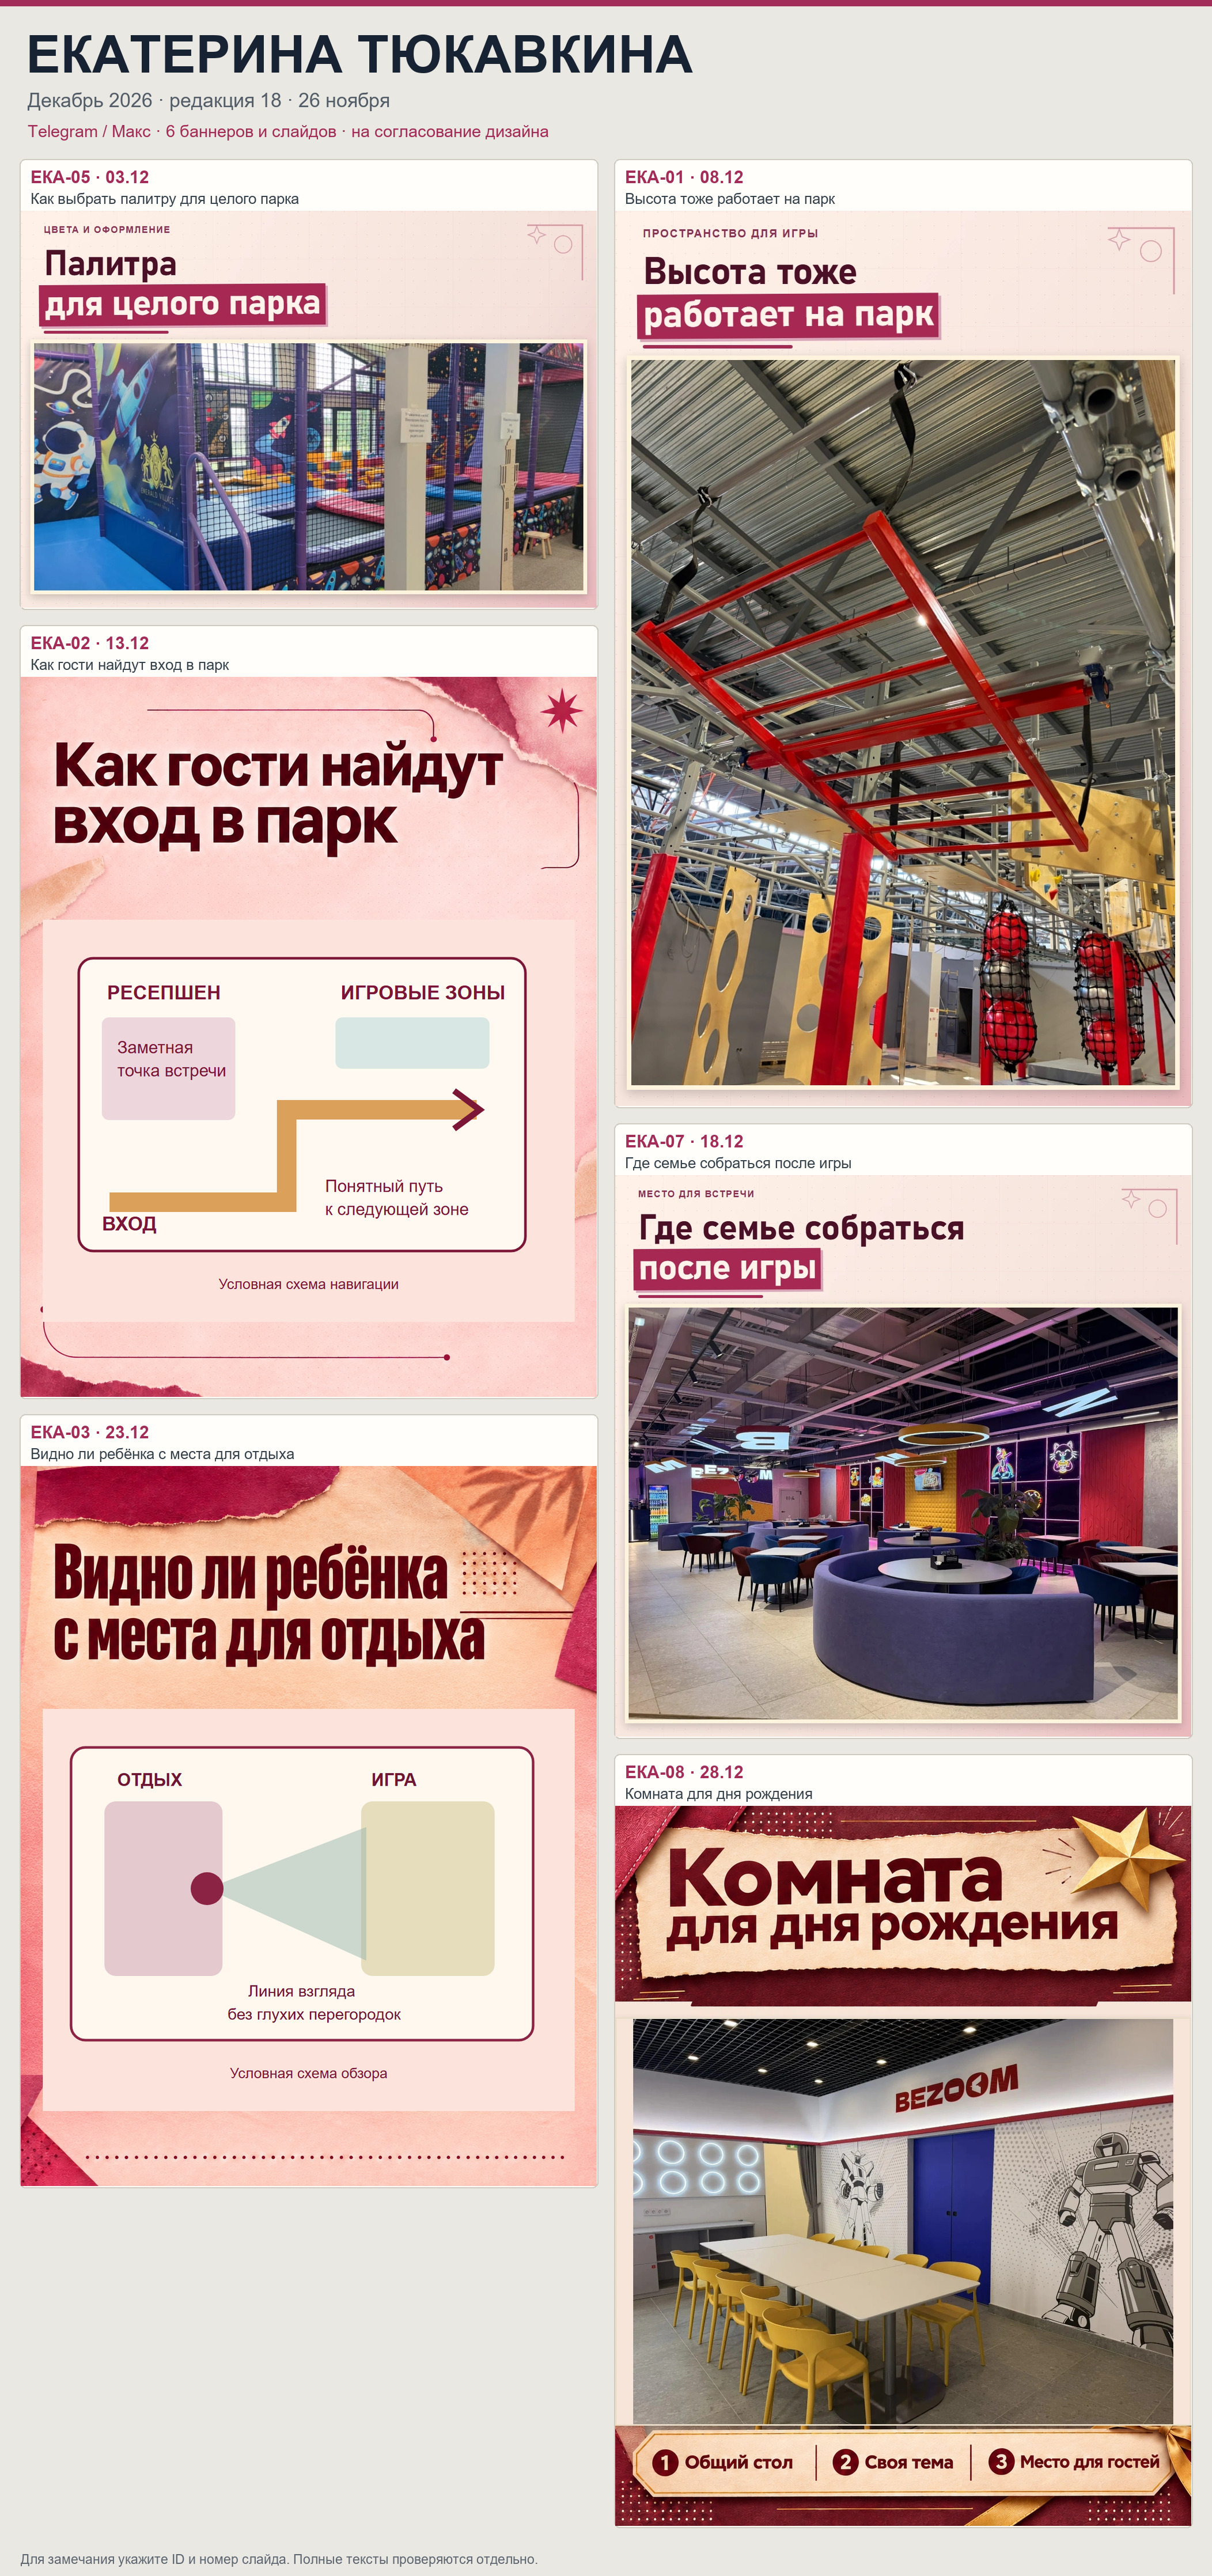 ЕКАТЕРИНА ТЮКАВКИНА
Декабрь 2026 · редакция 18 · 26 ноября
Telegram / Макс · 6 баннеров и слайдов · на согласование дизайна
ЕКА-05 · 03.12
Как выбрать палитру для целого парка
ЦВЕТА И ОФОРМЛЕНИЕ
Палитра
для целого парка
ЕКА-02 · 13.12
Как гости найдут вход в парк
Как гости найдут
вход в парк
РЕСЕПШЕН
ИГРОВЫЕ ЗОНЫ
Заметная
точка встречи
Понятный путь
к следующей зоне
ВХОД
Условная схема навигации
ЕКА-03 · 23.12
Видно ли ребёнка с места для отдыха
Видно ли ребёнка
с места для отдыха
ОТДЫХ
ИГРА
Линия взгляда
без глухих перегородок
Условная схема обзора
ЕКА-01 · 08.12
Высота тоже работает на парк
ПРОСТРАНСТВО ДЛЯ ИГРЫ
Высота тоже
работает на парк
ЕКА-07 · 18.12
Где семье собраться после игры
МЕСТО ДЛЯ ВСТРЕЧИ
Где семье собраться
после игры
ЕКА-08 · 28.12
Комната для дня рождения
Комната
для дня рождения
BEZOOM
1 Общий стол
2 Своя тема
3 Место для гостей
Для замечания укажите ID и номер слайда. Полные тексты проверяются отдельно.